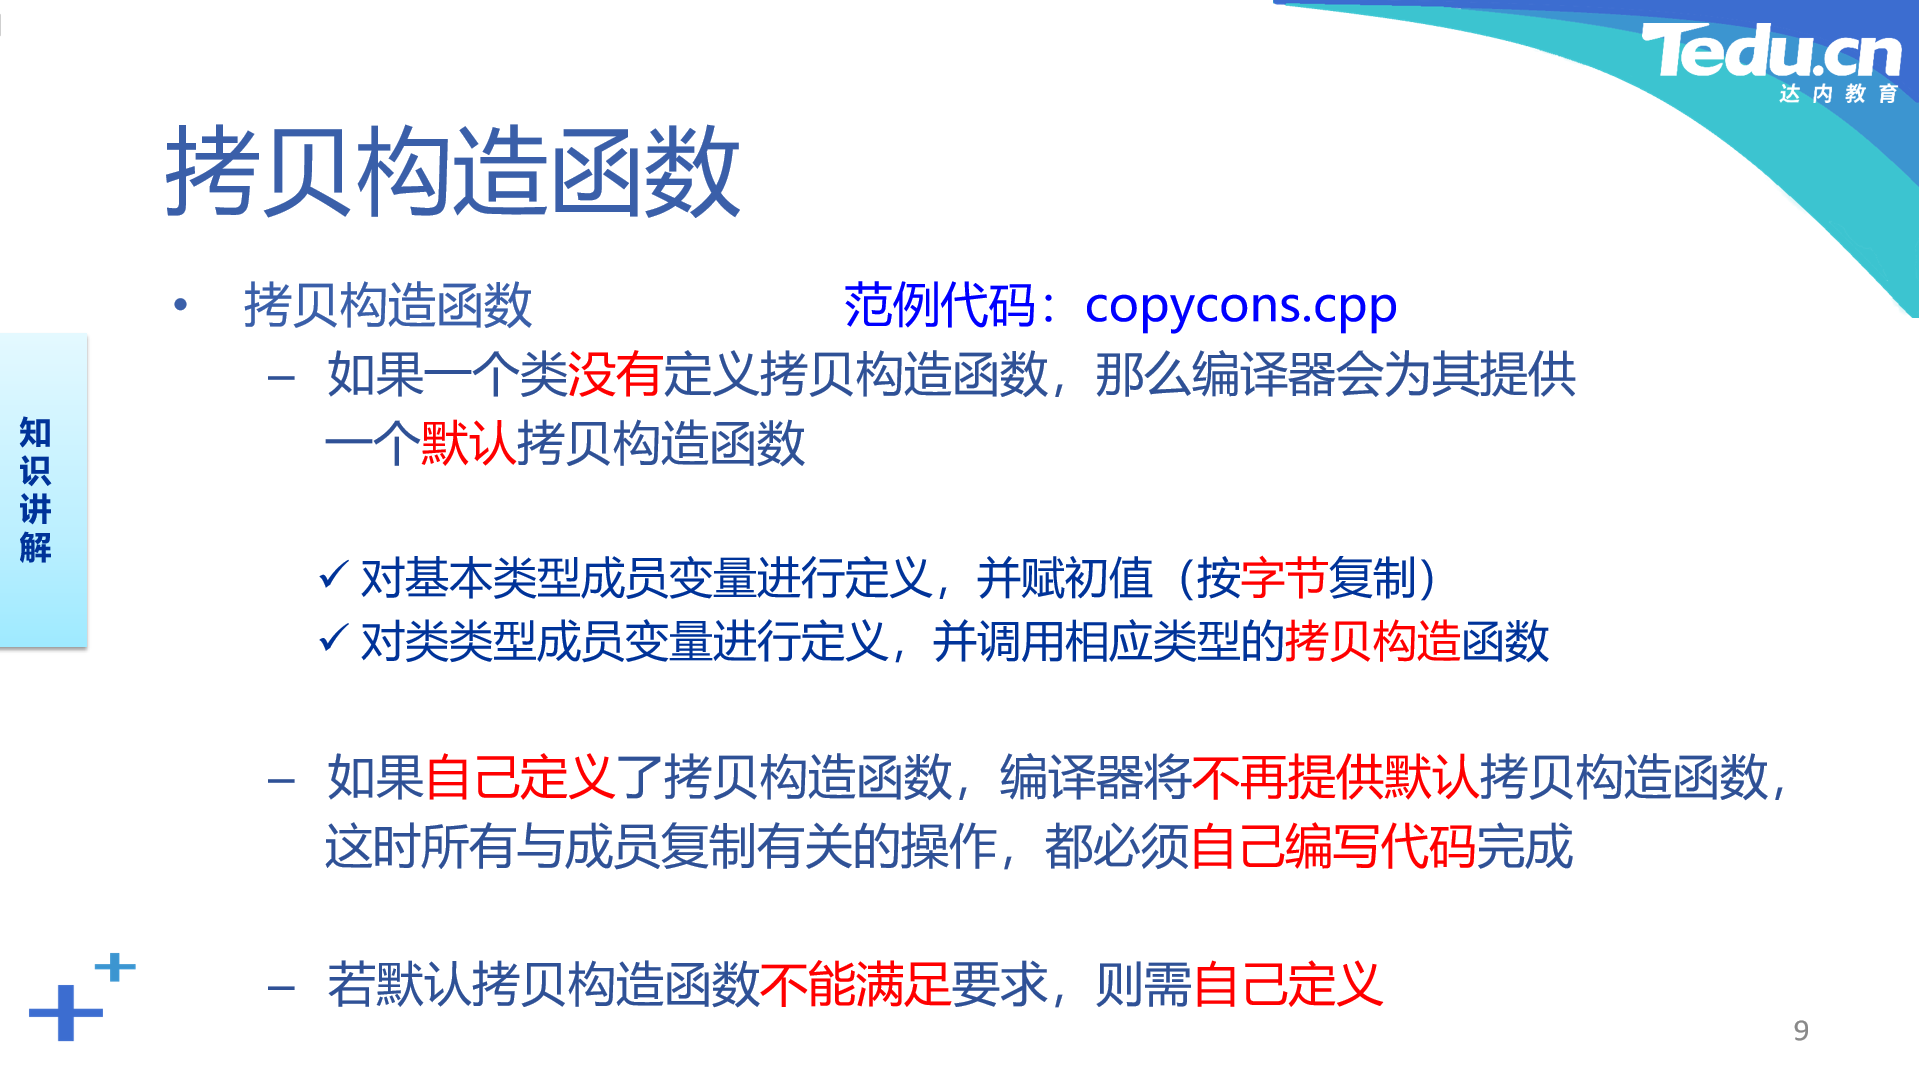 Tedu.cn
达内教育
拷贝构造函数
• 拷贝构造函数 范例代码：copycons.cpp
– 如果一个类没有定义拷贝构造函数，那么编译器会为其提供
一个默认拷贝构造函数
✓ 对基本类型成员变量进行定义，并赋初值（按字节复制）
✓ 对类类型成员变量进行定义，并调用相应类型的拷贝构造函数
– 如果自己定义了拷贝构造函数，编译器将不再提供默认拷贝构造函数，
这时所有与成员复制有关的操作，都必须自己编写代码完成
– 若默认拷贝构造函数不能满足要求，则需自己定义
知
识
讲
解
9